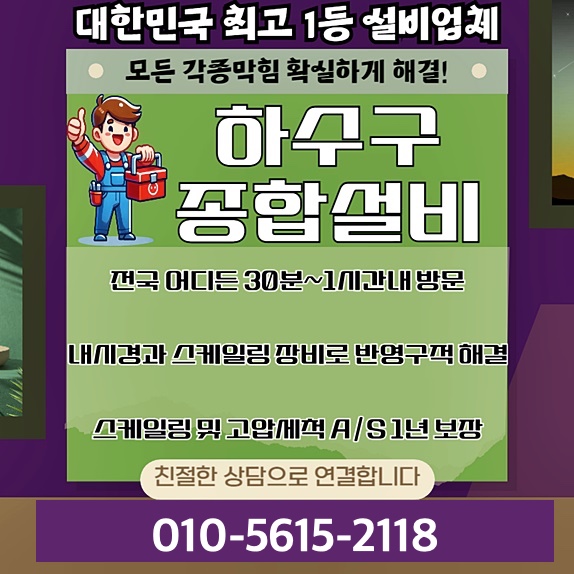 대한민국 최고 1등 설비업체
모든 각종막힘 확실하게 해결!
하수구
종합설비
전국 어디든 30분~1시간내 방문
내시경과 스케일링 장비로 반영구적 해결
스케일링 및 고압세척 A/S 1년 보장
친절한 상담으로 연결합니다
010-5615-2118